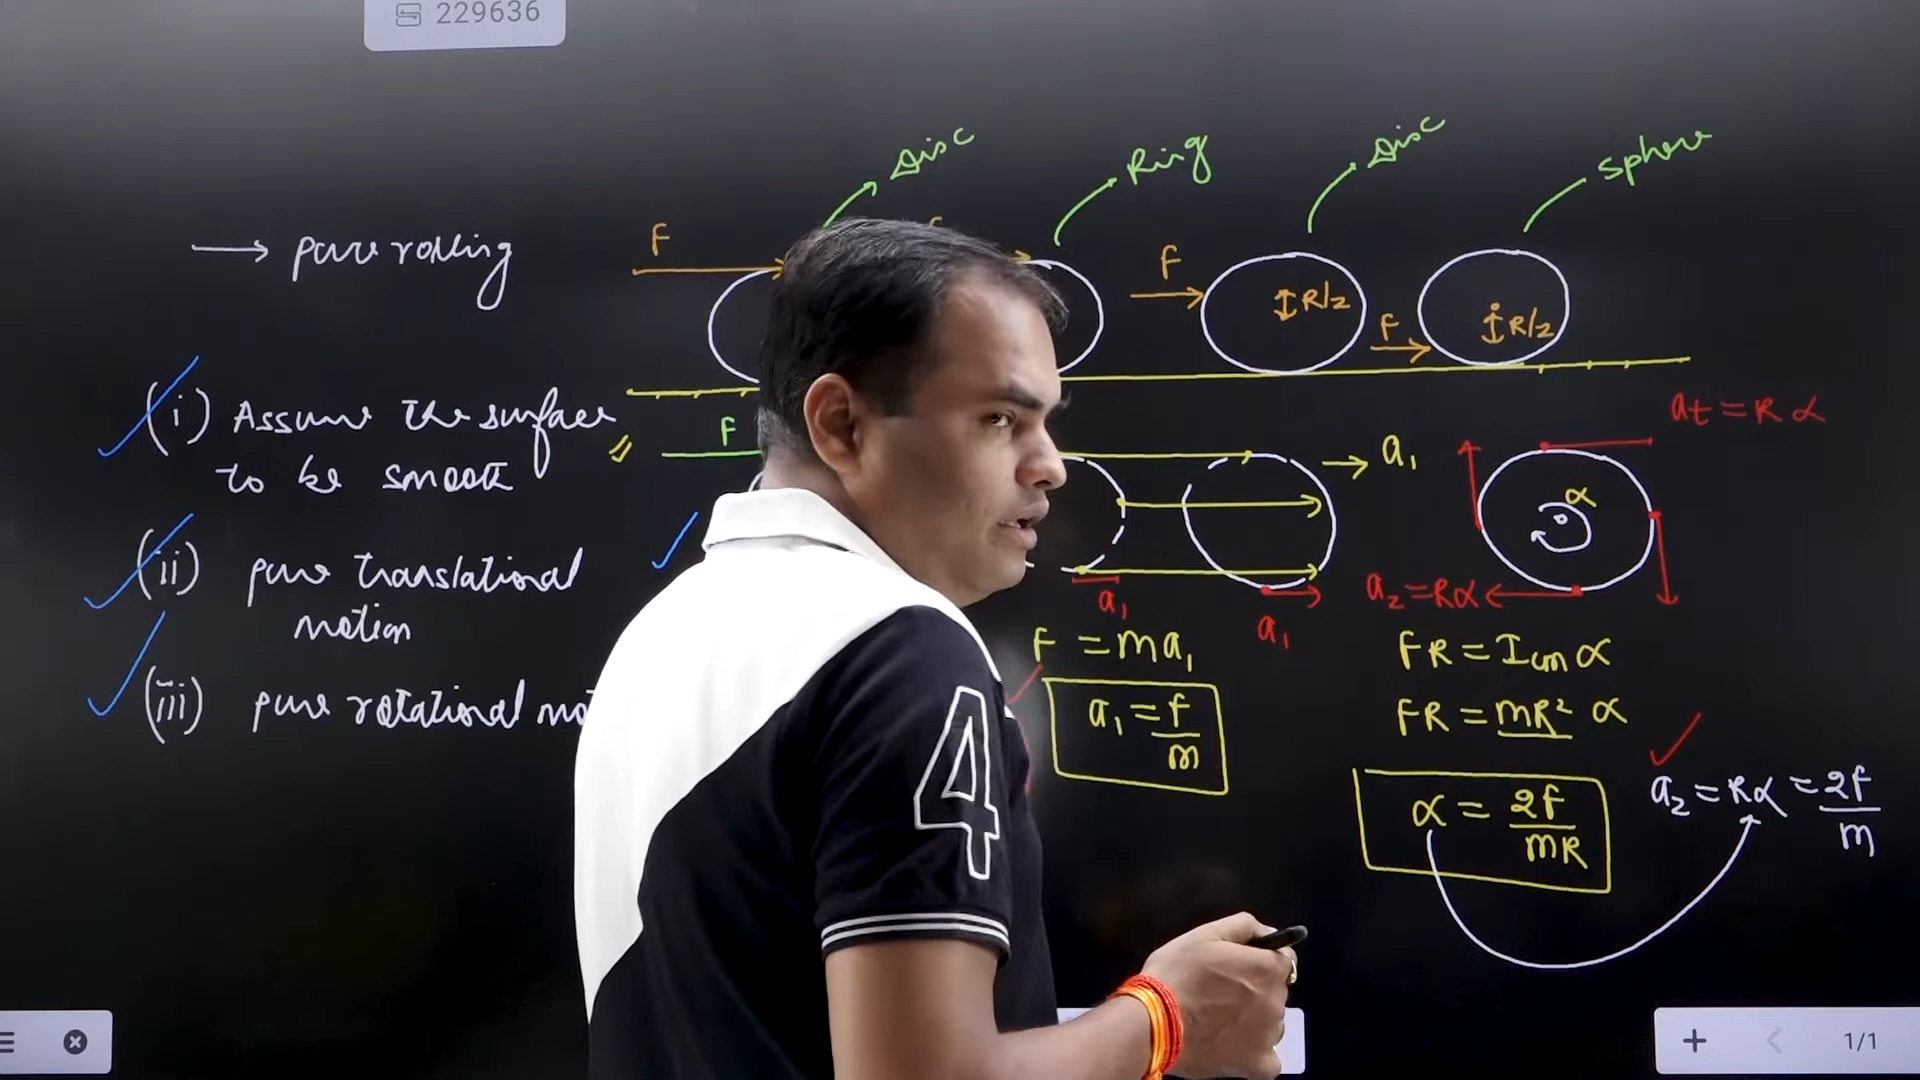 229636
Disc
Ring
Disc
Sphere
→ pure rolling
F
F
R/2
F
R/2
(i) Assume the surface
to be smooth
F
a₁
at = Rα
α
(ii) pure translational
motion
a₁
a₁
a₂ = Rα
F = ma₁
FR = Icm α
(iii) pure rotational mo
a₁ = F/m
FR = mR² α
α = 2F/mR
a₂ = Rα = 2F/m
4
1/1